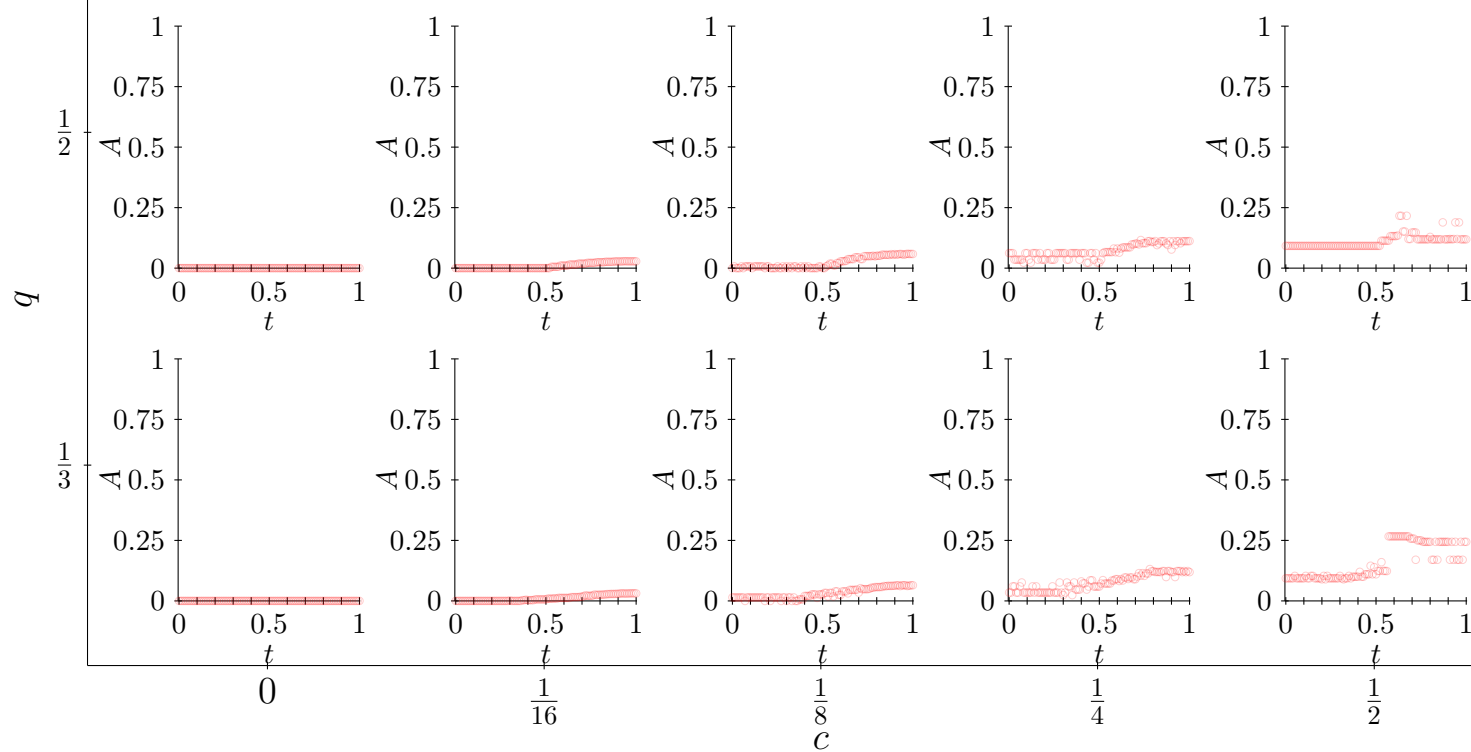 1 1 1 1 1
0.75 0.75 0.75 0.75 0.75
1/2 A 0.5 A 0.5 A 0.5 A 0.5 A 0.5
0.25 0.25 0.25 0.25 0.25
0 0 0 0 0
0 0.5 1 0 0.5 1 0 0.5 1 0 0.5 1 0 0.5 1
q
t t t t t
1 1 1 1 1
0.75 0.75 0.75 0.75 0.75
1/3 A 0.5 A 0.5 A 0.5 A 0.5 A 0.5
0.25 0.25 0.25 0.25 0.25
0 0 0 0 0
0 0.5 1 0 0.5 1 0 0.5 1 0 0.5 1 0 0.5 1
t t t t t
0 1/16 1/8 1/4 1/2
c